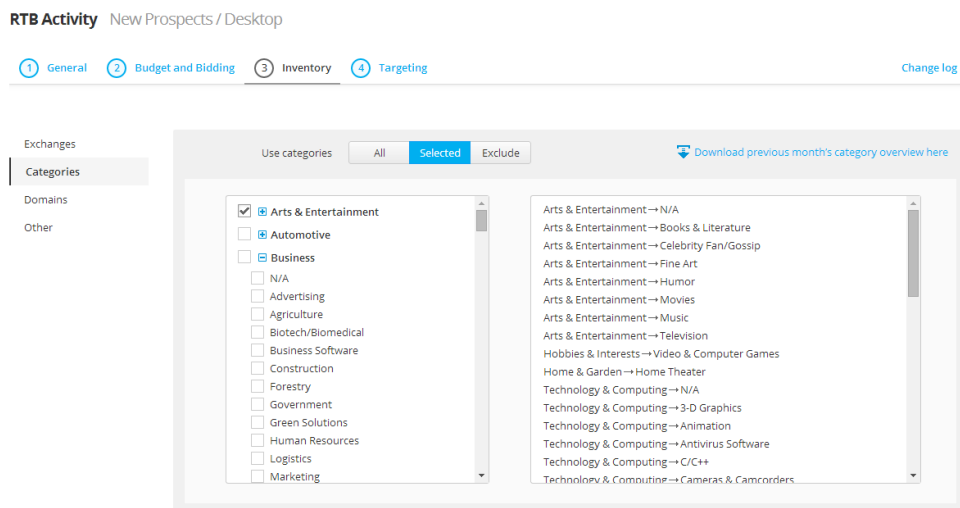 RTB Activity New Prospects / Desktop
1 General 2 Budget and Bidding 3 Inventory 4 Targeting Change log
Exchanges
Categories
Domains
Other
Use categories All Selected Exclude Download previous month's category overview here
Arts & Entertainment
Automotive
Business
N/A
Advertising
Agriculture
Biotech/Biomedical
Business Software
Construction
Forestry
Government
Green Solutions
Human Resources
Logistics
Marketing
Arts & Entertainment→N/A
Arts & Entertainment→Books & Literature
Arts & Entertainment→Celebrity Fan/Gossip
Arts & Entertainment→Fine Art
Arts & Entertainment→Humor
Arts & Entertainment→Movies
Arts & Entertainment→Music
Arts & Entertainment→Television
Hobbies & Interests→Video & Computer Games
Home & Garden→Home Theater
Technology & Computing→N/A
Technology & Computing→3-D Graphics
Technology & Computing→Animation
Technology & Computing→Antivirus Software
Technology & Computing→C/C++
Technology & Computing→Cameras & Camcorders